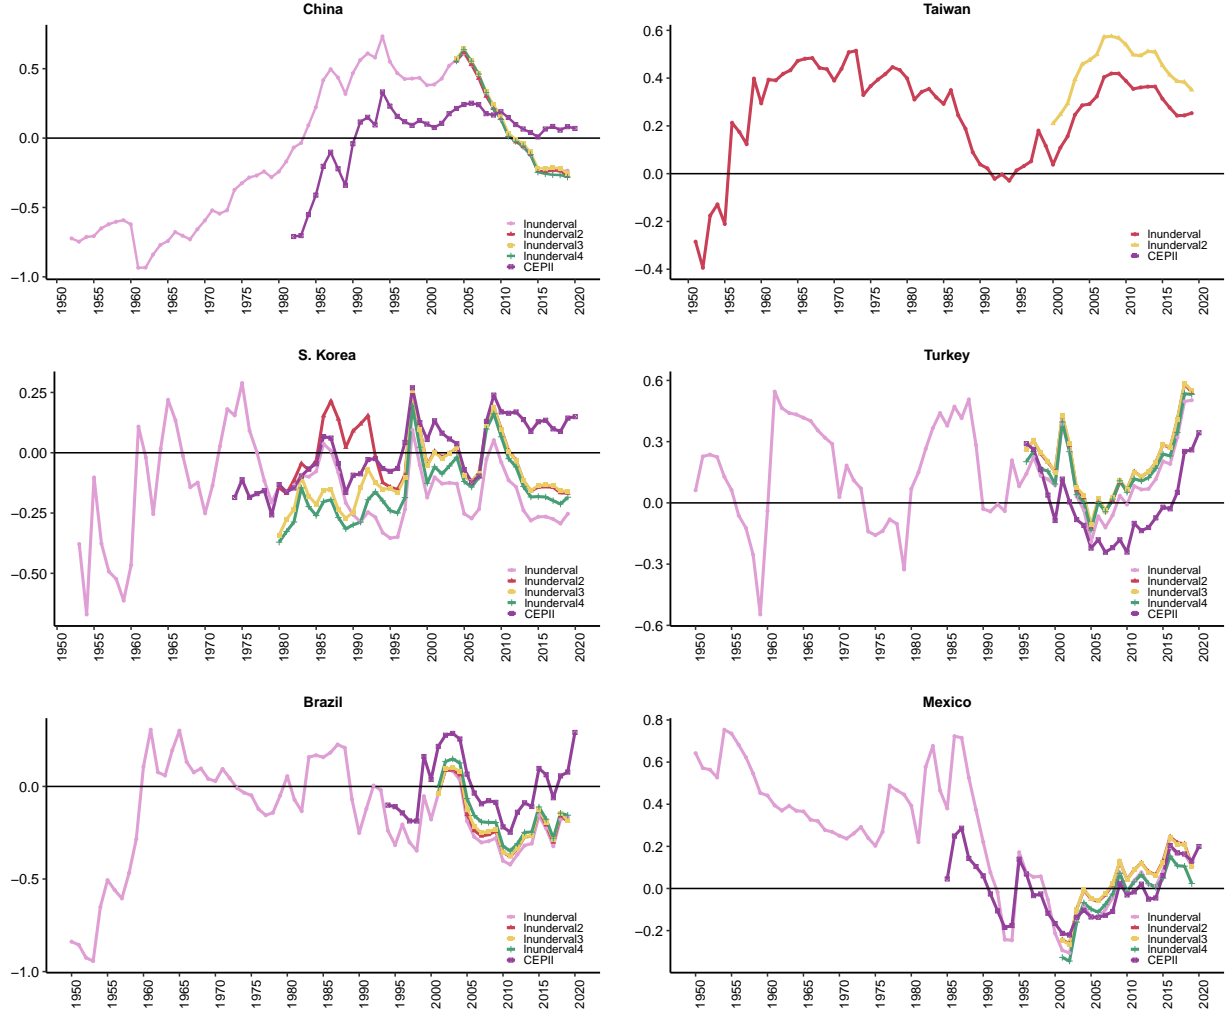 China
0.5
0.0
−0.5
−1.0
Inunderval
Inunderval2
Inunderval3
Inunderval4
CEPII
1950 1955 1960 1965 1970 1975 1980 1985 1990 1995 2000 2005 2010 2015 2020
Taiwan
0.6
0.4
0.2
0.0
−0.2
−0.4
Inunderval
Inunderval2
CEPII
1950 1955 1960 1965 1970 1975 1980 1985 1990 1995 2000 2005 2010 2015 2020
S. Korea
0.25
0.00
−0.25
−0.50
Inunderval
Inunderval2
Inunderval3
Inunderval4
CEPII
1950 1955 1960 1965 1970 1975 1980 1985 1990 1995 2000 2005 2010 2015 2020
Turkey
0.6
0.3
0.0
−0.3
−0.6
Inunderval
Inunderval2
Inunderval3
Inunderval4
CEPII
1950 1955 1960 1965 1970 1975 1980 1985 1990 1995 2000 2005 2010 2015 2020
Brazil
0.0
−0.5
−1.0
Inunderval
Inunderval2
Inunderval3
Inunderval4
CEPII
1950 1955 1960 1965 1970 1975 1980 1985 1990 1995 2000 2005 2010 2015 2020
Mexico
0.8
0.6
0.4
0.2
0.0
−0.2
Inunderval
Inunderval2
Inunderval3
Inunderval4
CEPII
1950 1955 1960 1965 1970 1975 1980 1985 1990 1995 2000 2005 2010 2015 2020